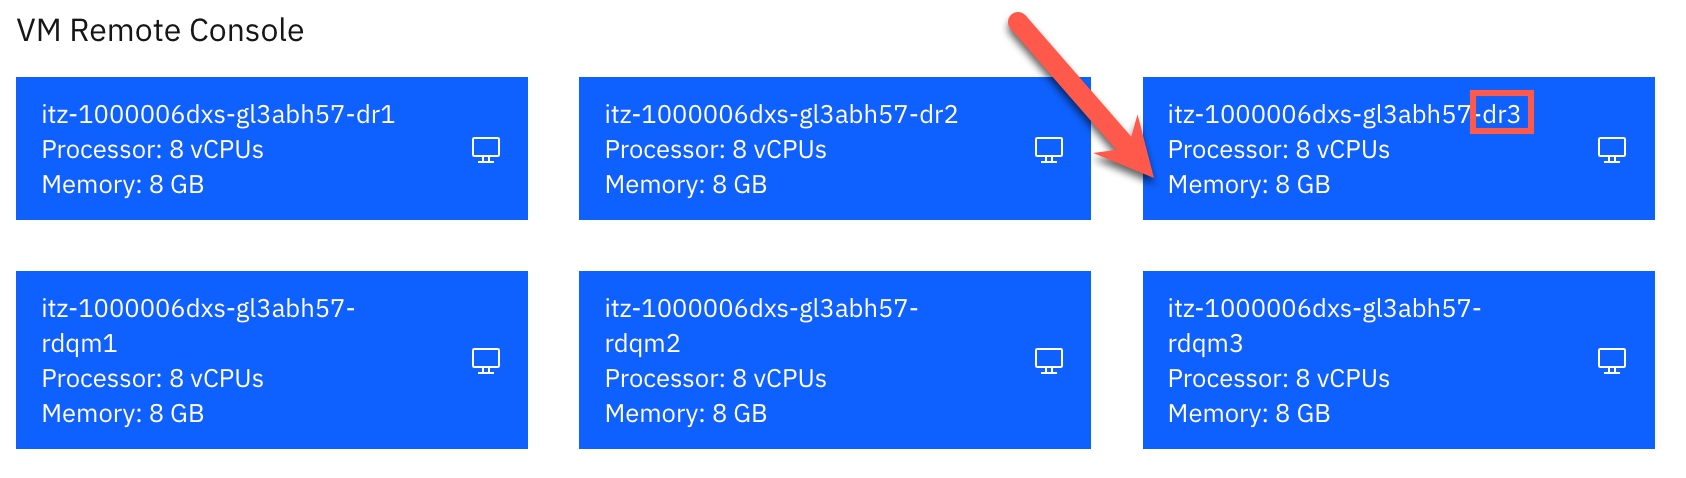 VM Remote Console
itz-1000006dxs-gl3abh57-dr1
Processor: 8 vCPUs
Memory: 8 GB
itz-1000006dxs-gl3abh57-dr2
Processor: 8 vCPUs
Memory: 8 GB
itz-1000006dxs-gl3abh57-dr3
Processor: 8 vCPUs
Memory: 8 GB
itz-1000006dxs-gl3abh57-
rdqm1
Processor: 8 vCPUs
Memory: 8 GB
itz-1000006dxs-gl3abh57-
rdqm2
Processor: 8 vCPUs
Memory: 8 GB
itz-1000006dxs-gl3abh57-
rdqm3
Processor: 8 vCPUs
Memory: 8 GB